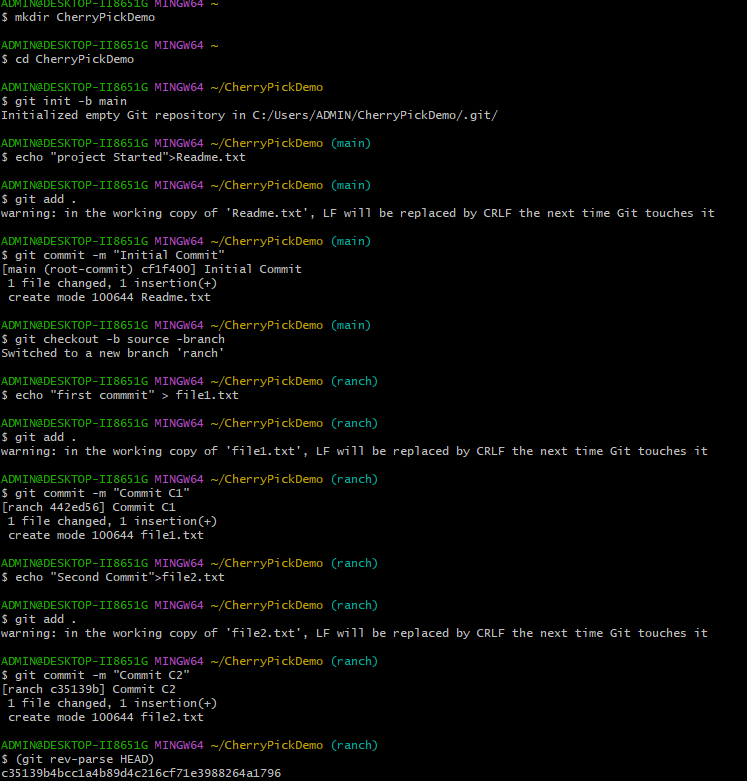 ADMIN@DESKTOP-II8651G MINGW64 ~
$ mkdir CherryPickDemo
ADMIN@DESKTOP-II8651G MINGW64 ~
$ cd CherryPickDemo
ADMIN@DESKTOP-II8651G MINGW64 ~/CherryPickDemo
$ git init -b main
Initialized empty Git repository in C:/Users/ADMIN/CherryPickDemo/.git/
ADMIN@DESKTOP-II8651G MINGW64 ~/CherryPickDemo (main)
$ echo "project Started">Readme.txt
ADMIN@DESKTOP-II8651G MINGW64 ~/CherryPickDemo (main)
$ git add .
warning: in the working copy of 'Readme.txt', LF will be replaced by CRLF the next time Git touches it
ADMIN@DESKTOP-II8651G MINGW64 ~/CherryPickDemo (main)
$ git commit -m "Initial Commit"
[main (root-commit) cf1f400] Initial Commit
 1 file changed, 1 insertion(+)
 create mode 100644 Readme.txt
ADMIN@DESKTOP-II8651G MINGW64 ~/CherryPickDemo (main)
$ git checkout -b source -branch
Switched to a new branch 'ranch'
ADMIN@DESKTOP-II8651G MINGW64 ~/CherryPickDemo (ranch)
$ echo "first commmit" > file1.txt
ADMIN@DESKTOP-II8651G MINGW64 ~/CherryPickDemo (ranch)
$ git add .
warning: in the working copy of 'file1.txt', LF will be replaced by CRLF the next time Git touches it
ADMIN@DESKTOP-II8651G MINGW64 ~/CherryPickDemo (ranch)
$ git commit -m "Commit C1"
[ranch 442ed56] Commit C1
 1 file changed, 1 insertion(+)
 create mode 100644 file1.txt
ADMIN@DESKTOP-II8651G MINGW64 ~/CherryPickDemo (ranch)
$ echo "Second Commit">file2.txt
ADMIN@DESKTOP-II8651G MINGW64 ~/CherryPickDemo (ranch)
$ git add .
warning: in the working copy of 'file2.txt', LF will be replaced by CRLF the next time Git touches it
ADMIN@DESKTOP-II8651G MINGW64 ~/CherryPickDemo (ranch)
$ git commit -m "Commit C2"
[ranch c35139b] Commit C2
 1 file changed, 1 insertion(+)
 create mode 100644 file2.txt
ADMIN@DESKTOP-II8651G MINGW64 ~/CherryPickDemo (ranch)
$ (git rev-parse HEAD)
c35139b4bcc1a4b89d4c216cf71e3988264a1796